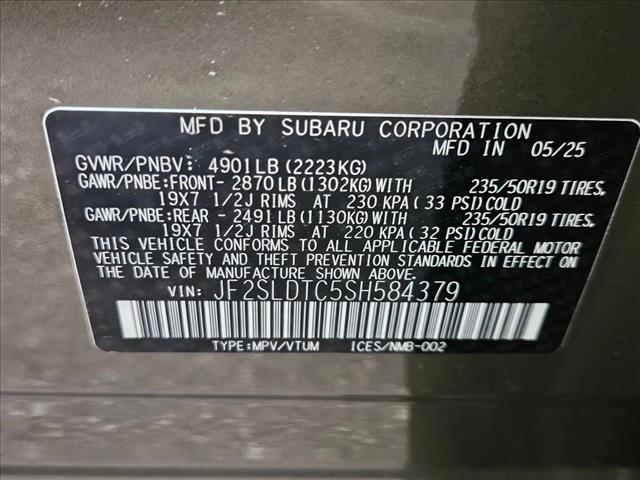 MFD BY SUBARU CORPORATION
MFD IN 05/25
GVWR/PNBV: 4901LB (2223KG)
GAWR/PNBE: FRONT- 2870LB (1302KG) WITH 235/50R19 TIRES,
19X7 1/2J RIMS AT 230 KPA (33 PSI) COLD
GAWR/PNBE: REAR - 2491LB (1130KG) WITH 235/50R19 TIRES,
19X7 1/2J RIMS AT 220 KPA (32 PSI) COLD
THIS VEHICLE CONFORMS TO ALL APPLICABLE FEDERAL MOTOR
VEHICLE SAFETY AND THEFT PREVENTION STANDARDS IN EFFECT
ON THE DATE OF MANUFACTURE SHOWN ABOVE.
VIN: JF2SLDTC5SH584379
TYPE:MPV/VTUM ICES/NMB-002